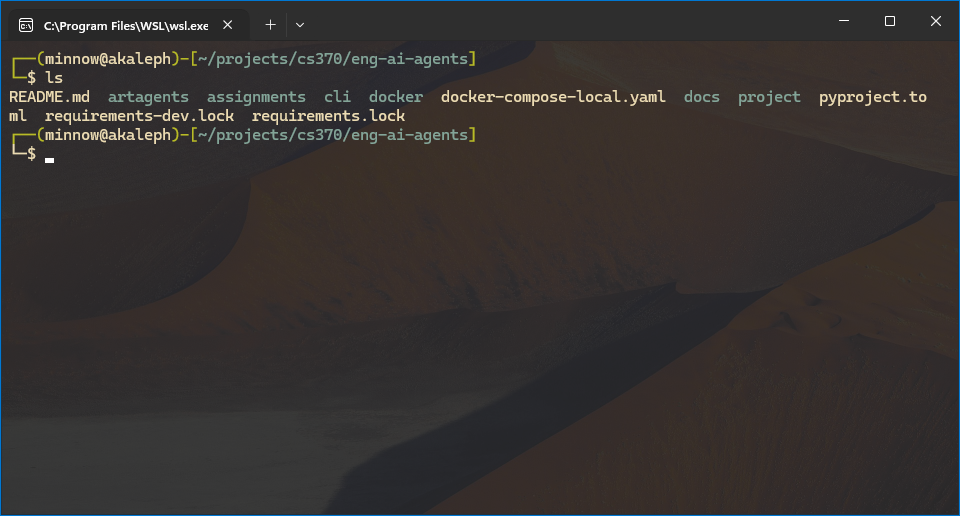 C:\Program Files\WSL\wsl.exe
┌──(minnow@akaleph)-[~/projects/cs370/eng-ai-agents]
└─$ ls
README.md  artagents  assignments  cli  docker  docker-compose-local.yaml  docs  project  pyproject.to
ml  requirements-dev.lock  requirements.lock
┌──(minnow@akaleph)-[~/projects/cs370/eng-ai-agents]
└─$